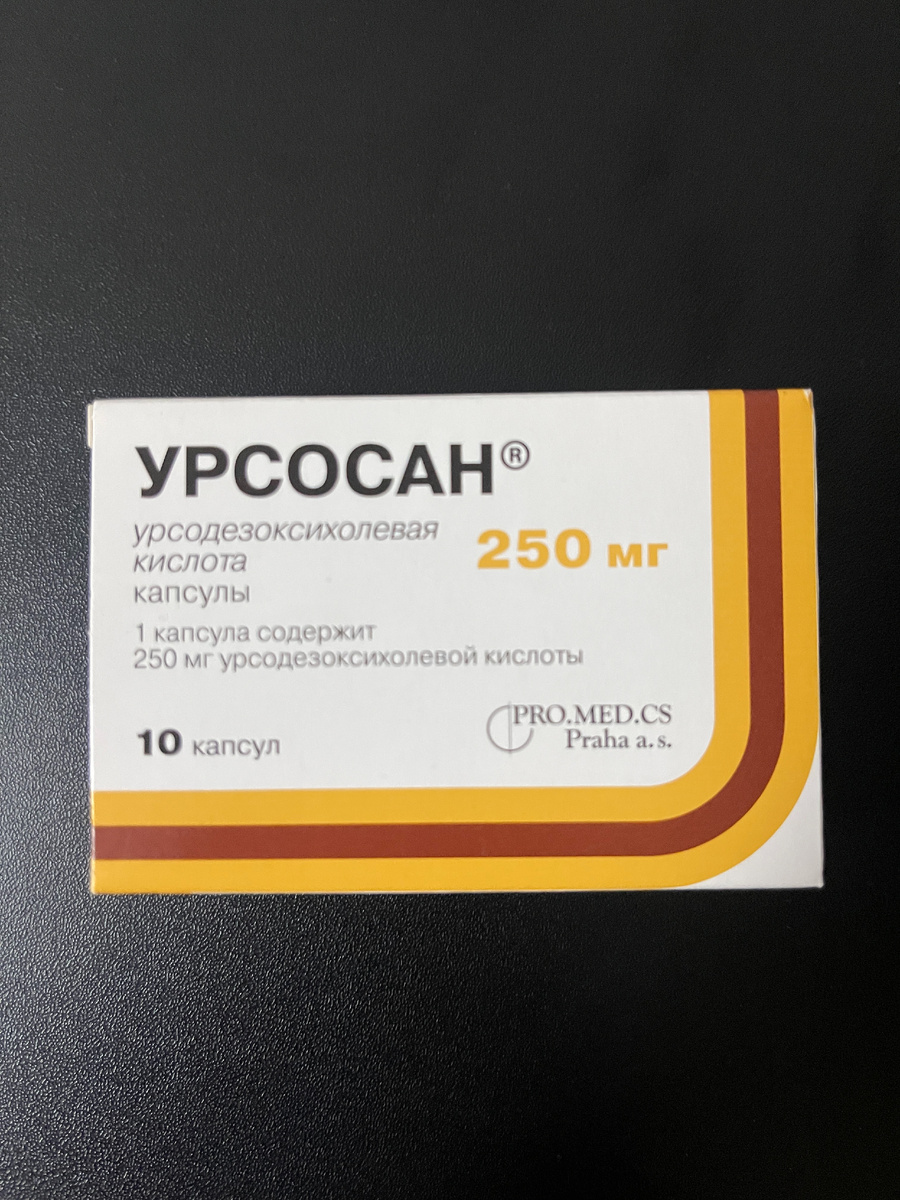 УРСОСАН®
урсодезоксихолевая
кислота
капсулы
250 мг
1 капсула содержит
250 мг урсодезоксихолевой кислоты
10 капсул
PRO.MED.CS
Praha a.s.